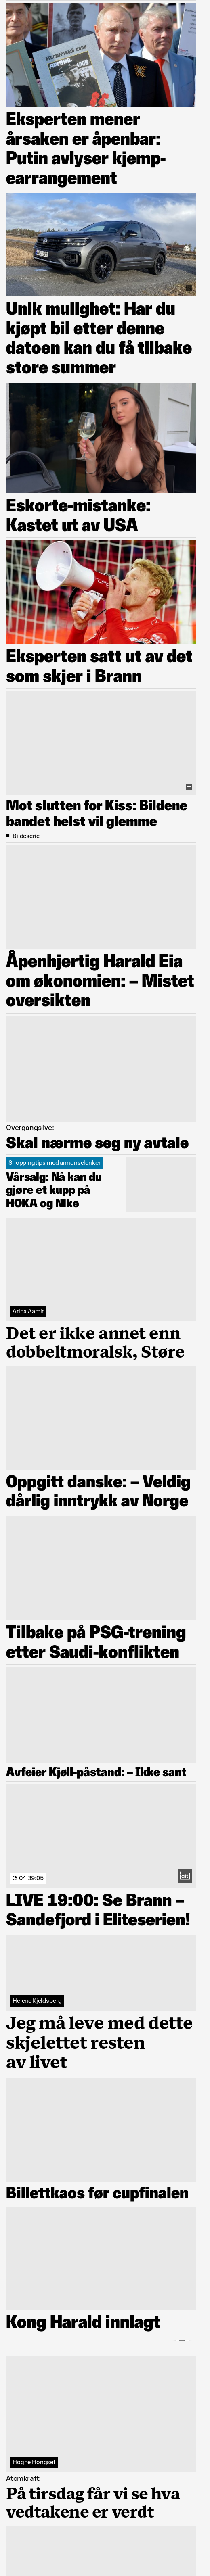 Eksperten mener
årsaken er åpenbar:
Putin avlyser kjemp-
earrangement
Unik mulighet: Har du
kjøpt bil etter denne
datoen kan du få tilbake
store summer
Eskorte-mistanke:
Kastet ut av USA
Eksperten satt ut av det
som skjer i Brann
Mot slutten for Kiss: Bildene
bandet helst vil glemme
Bildeserie
Åpenhjertig Harald Eia
om økonomien: – Mistet
oversikten
Overgangslive:
Skal nærme seg ny avtale
Shoppingtips med annonselenker
Vårsalg: Nå kan du
gjøre et kupp på
HOKA og Nike
Arina Aamir
Det er ikke annet enn
dobbeltmoralsk, Støre
Oppgitt danske: – Veldig
dårlig inntrykk av Norge
Tilbake på PSG-trening
etter Saudi-konflikten
Avfeier Kjøll-påstand: – Ikke sant
04:39:05
LIVE 19:00: Se Brann –
Sandefjord i Eliteserien!
Helene Kjeldsberg
Jeg må leve med dette
skjelettet resten
av livet
Billettkaos før cupfinalen
Kong Harald innlagt
Hogne Hongset
Atomkraft:
På tirsdag får vi se hva
vedtakene er verdt